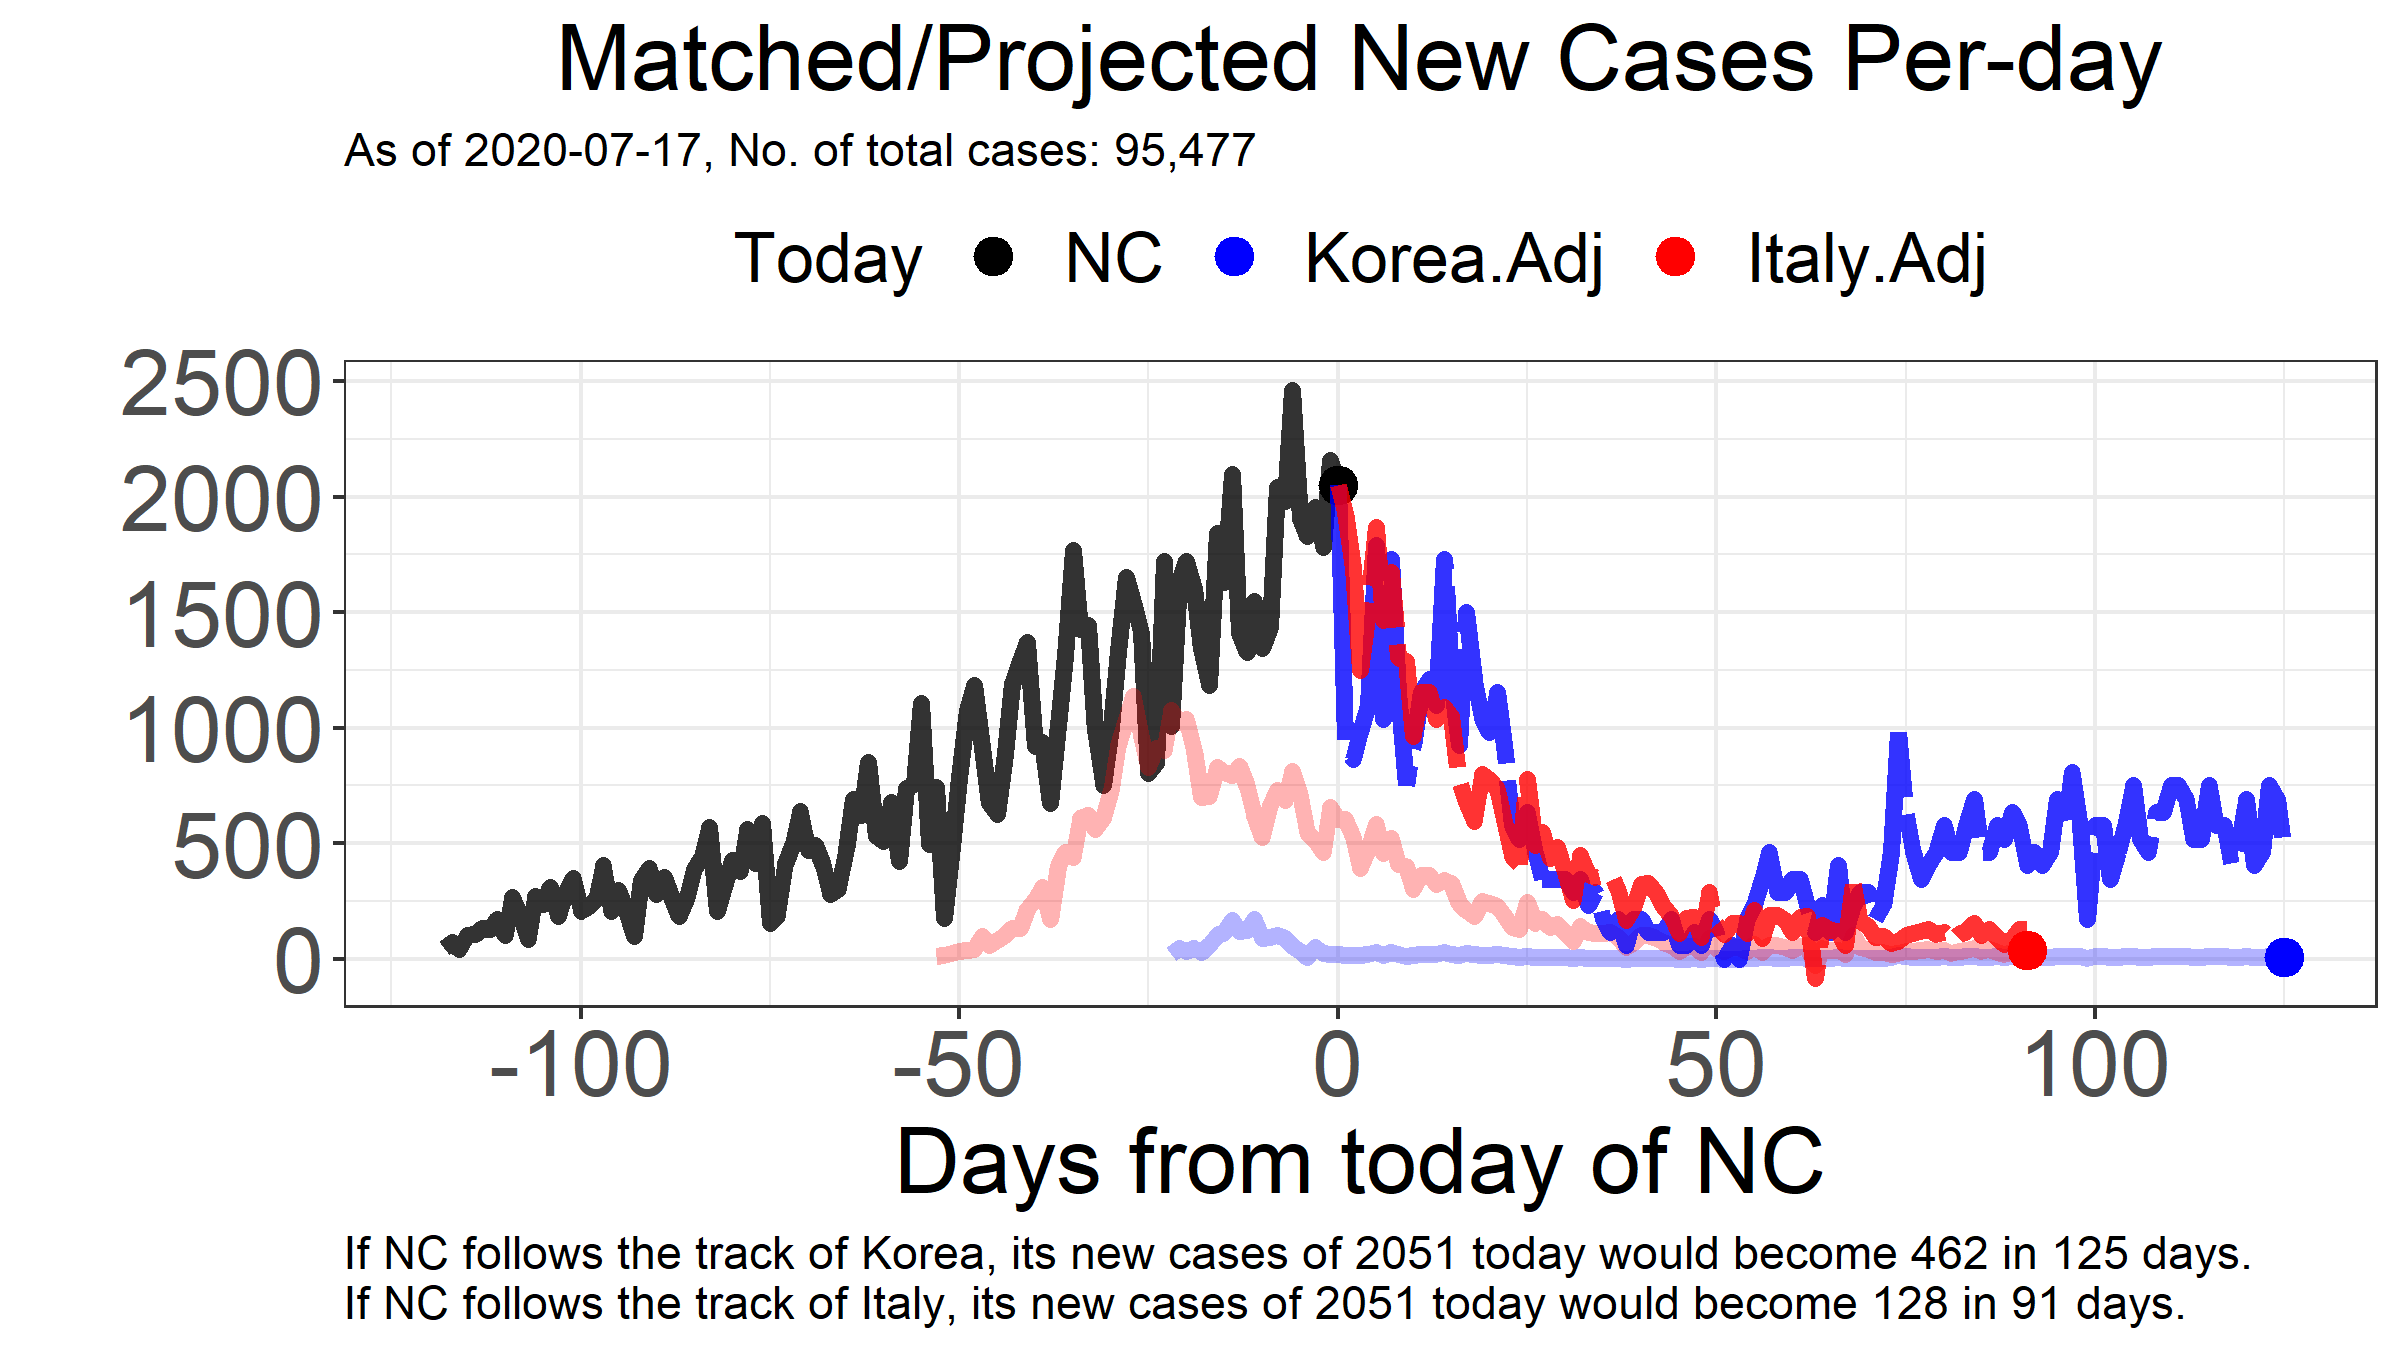 Matched/Projected New Cases Per-day
As of 2020-07-17, No. of total cases: 95,477
Today NC Korea.Adj Italy.Adj
2500
2000
1500
1000
500
0
-100 -50 0 50 100
Days from today of NC
If NC follows the track of Korea, its new cases of 2051 today would become 462 in 125 days.
If NC follows the track of Italy, its new cases of 2051 today would become 128 in 91 days.